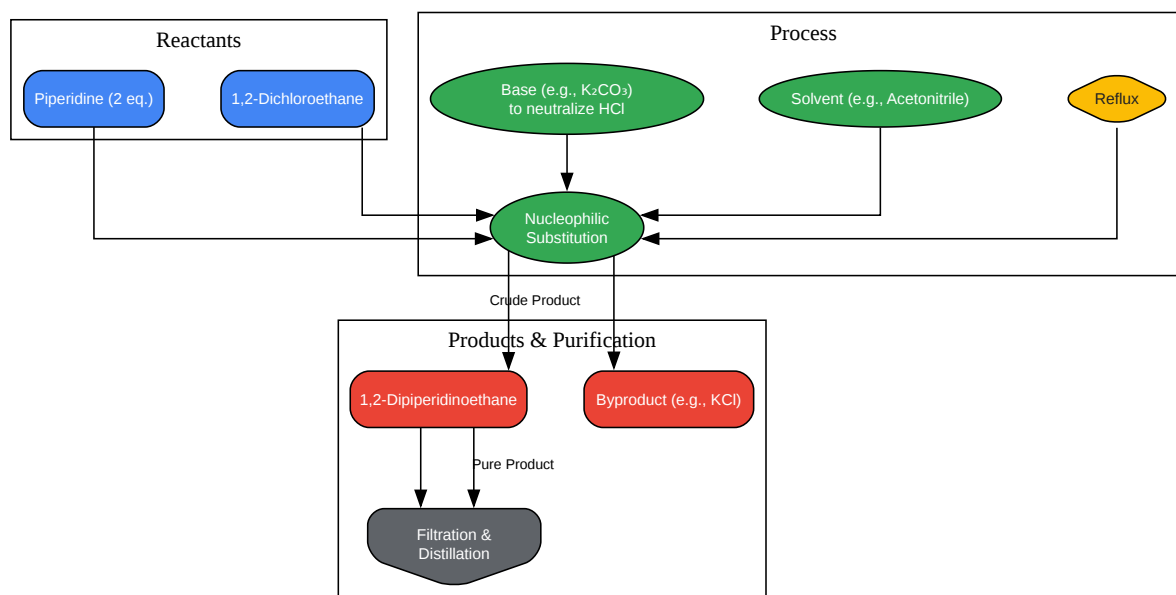 Reactants
Process
Piperidine (2 eq.)
1,2-Dichloroethane
Base (e.g., K₂CO₃)
to neutralize HCl
Solvent (e.g., Acetonitrile)
Reflux
Nucleophilic
Substitution
Crude Product
Products & Purification
1,2-Dipiperidinoethane
Byproduct (e.g., KCl)
Pure Product
Filtration &
Distillation